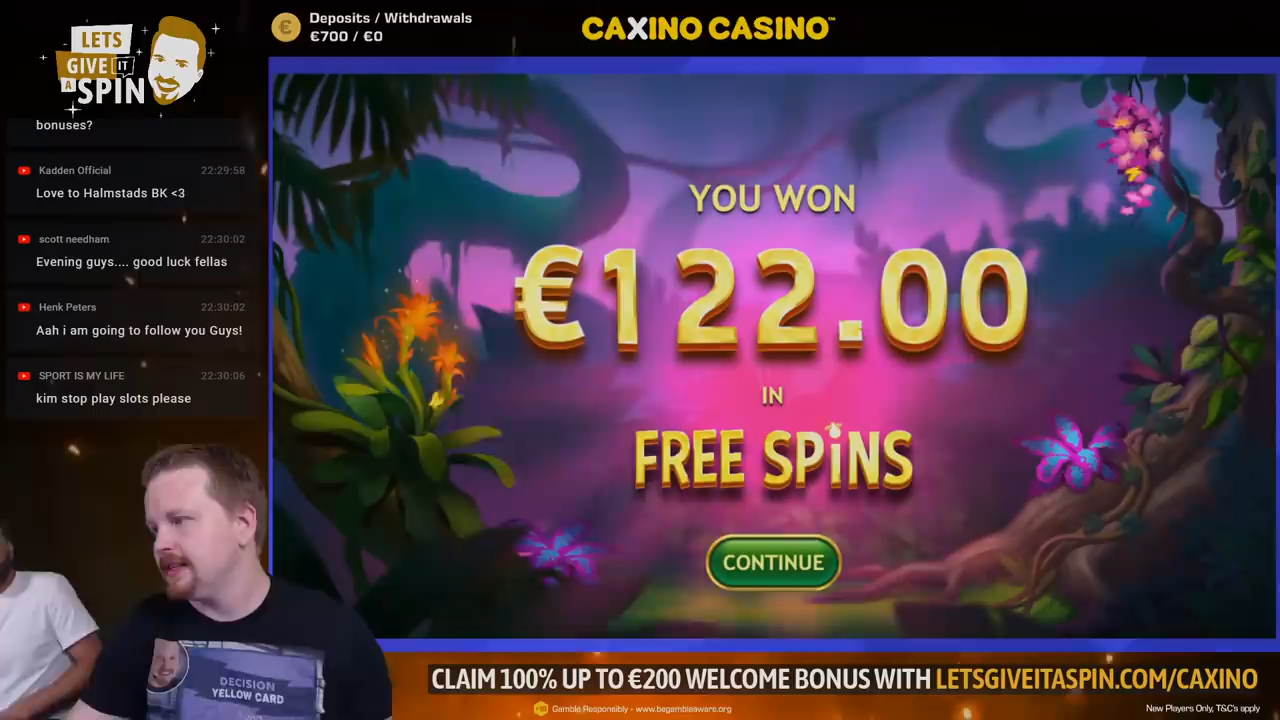 LETS
GIVE IT
A SPIN
Deposits / Withdrawals
€700 / €0
CAXINO CASINO™
bonuses?
Kadden Official 22:29:58
Love to Halmstads BK <3
scott needham 22:30:02
Evening guys.... good luck fellas
Henk Peters 22:30:02
Aah i am going to follow you Guys!
SPORT IS MY LIFE 22:30:06
kim stop play slots please
YOU WON
€122.00
IN
FREE SPiNS
CONTINUE
DECISION
YELLOW CARD
CLAIM 100% UP TO €200 WELCOME BONUS WITH LETSGIVEITASPIN.COM/CAXINO
Gamble Responsibly - www.begambleaware.org
New Players Only, T&C's apply